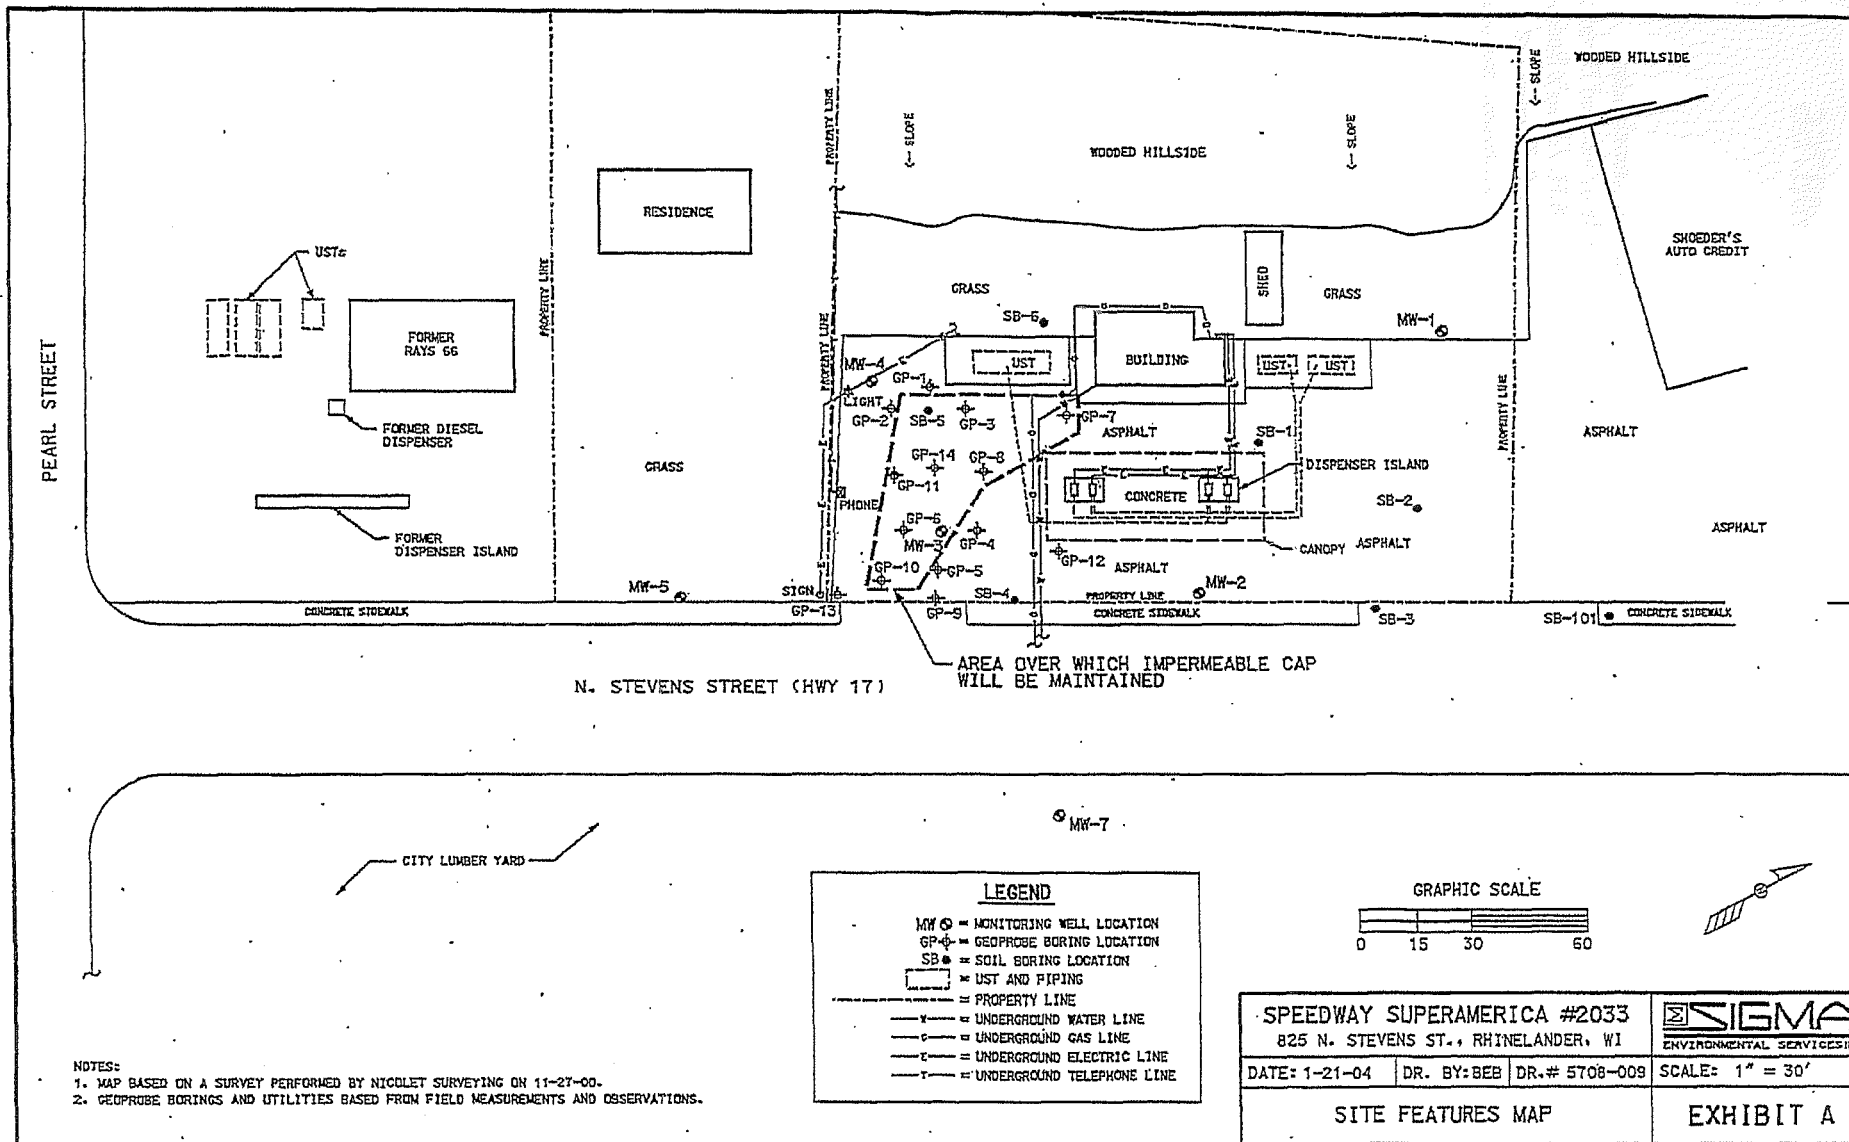 WOODED HILLSIDE
<-- SLOPE
PROPERTY LINE
<-- SLOPE
<-- SLOPE
WOODED HILLSIDE
RESIDENCE
SHOEDER'S
AUTO CREDIT
USTs
PROPERTY LINE
SHED
GRASS
GRASS
SB-6
MW-1
FORMER
RAYS 66
PROPERTY LINE
MW-4
UST
BUILDING
UST
UST
GP-1
LIGHT
PEARL STREET
GP-2
SB-5
GP-3
GP-7
ASPHALT
SB-1
PROPERTY LINE
ASPHALT
FORMER DIESEL
DISPENSER
GRASS
GP-14
GP-8
GP-11
DISPENSER ISLAND
PHONE
CONCRETE
SB-2
GP-6
MW-3
GP-4
ASPHALT
FORMER
DISPENSER ISLAND
CANOPY
ASPHALT
GP-12
ASPHALT
GP-10
GP-5
MW-5
SIGN
MW-2
SB-4
PROPERTY LINE
CONCRETE SIDEWALK
GP-13
GP-9
CONCRETE SIDEWALK
SB-3
SB-101
CONCRETE SIDEWALK
AREA OVER WHICH IMPERMEABLE CAP
WILL BE MAINTAINED
N. STEVENS STREET (HWY 17)
MW-7
CITY LUMBER YARD
LEGEND
MW = MONITORING WELL LOCATION
GP = GEOPROBE BORING LOCATION
SB = SOIL BORING LOCATION
= UST AND PIPING
= PROPERTY LINE
W = UNDERGROUND WATER LINE
G = UNDERGROUND GAS LINE
E = UNDERGROUND ELECTRIC LINE
T = UNDERGROUND TELEPHONE LINE
GRAPHIC SCALE
0 15 30 60
NOTES:
1. MAP BASED ON A SURVEY PERFORMED BY NICOLET SURVEYING ON 11-27-00.
2. GEOPROBE BORINGS AND UTILITIES BASED FROM FIELD MEASUREMENTS AND OBSERVATIONS.
SPEEDWAY SUPERAMERICA #2033
825 N. STEVENS ST., RHINELANDER, WI
SIGMA
ENVIRONMENTAL SERVICES
DATE: 1-21-04
DR. BY: BEB
DR.# 5708-009
SCALE: 1" = 30'
SITE FEATURES MAP
EXHIBIT A